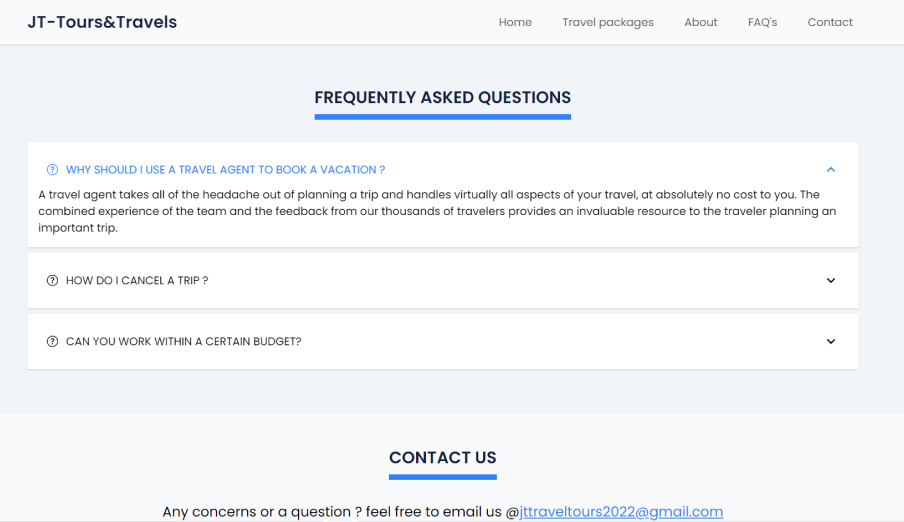 JT-Tours&Travels
Home Travel packages About FAQ's Contact
FREQUENTLY ASKED QUESTIONS
WHY SHOULD I USE A TRAVEL AGENT TO BOOK A VACATION ?
A travel agent takes all of the headache out of planning a trip and handles virtually all aspects of your travel, at absolutely no cost to you. The
combined experience of the team and the feedback from our thousands of travelers provides an invaluable resource to the traveler planning an
important trip.
HOW DO I CANCEL A TRIP ?
CAN YOU WORK WITHIN A CERTAIN BUDGET?
CONTACT US
Any concerns or a question ? feel free to email us @jttraveltours2022@gmail.com